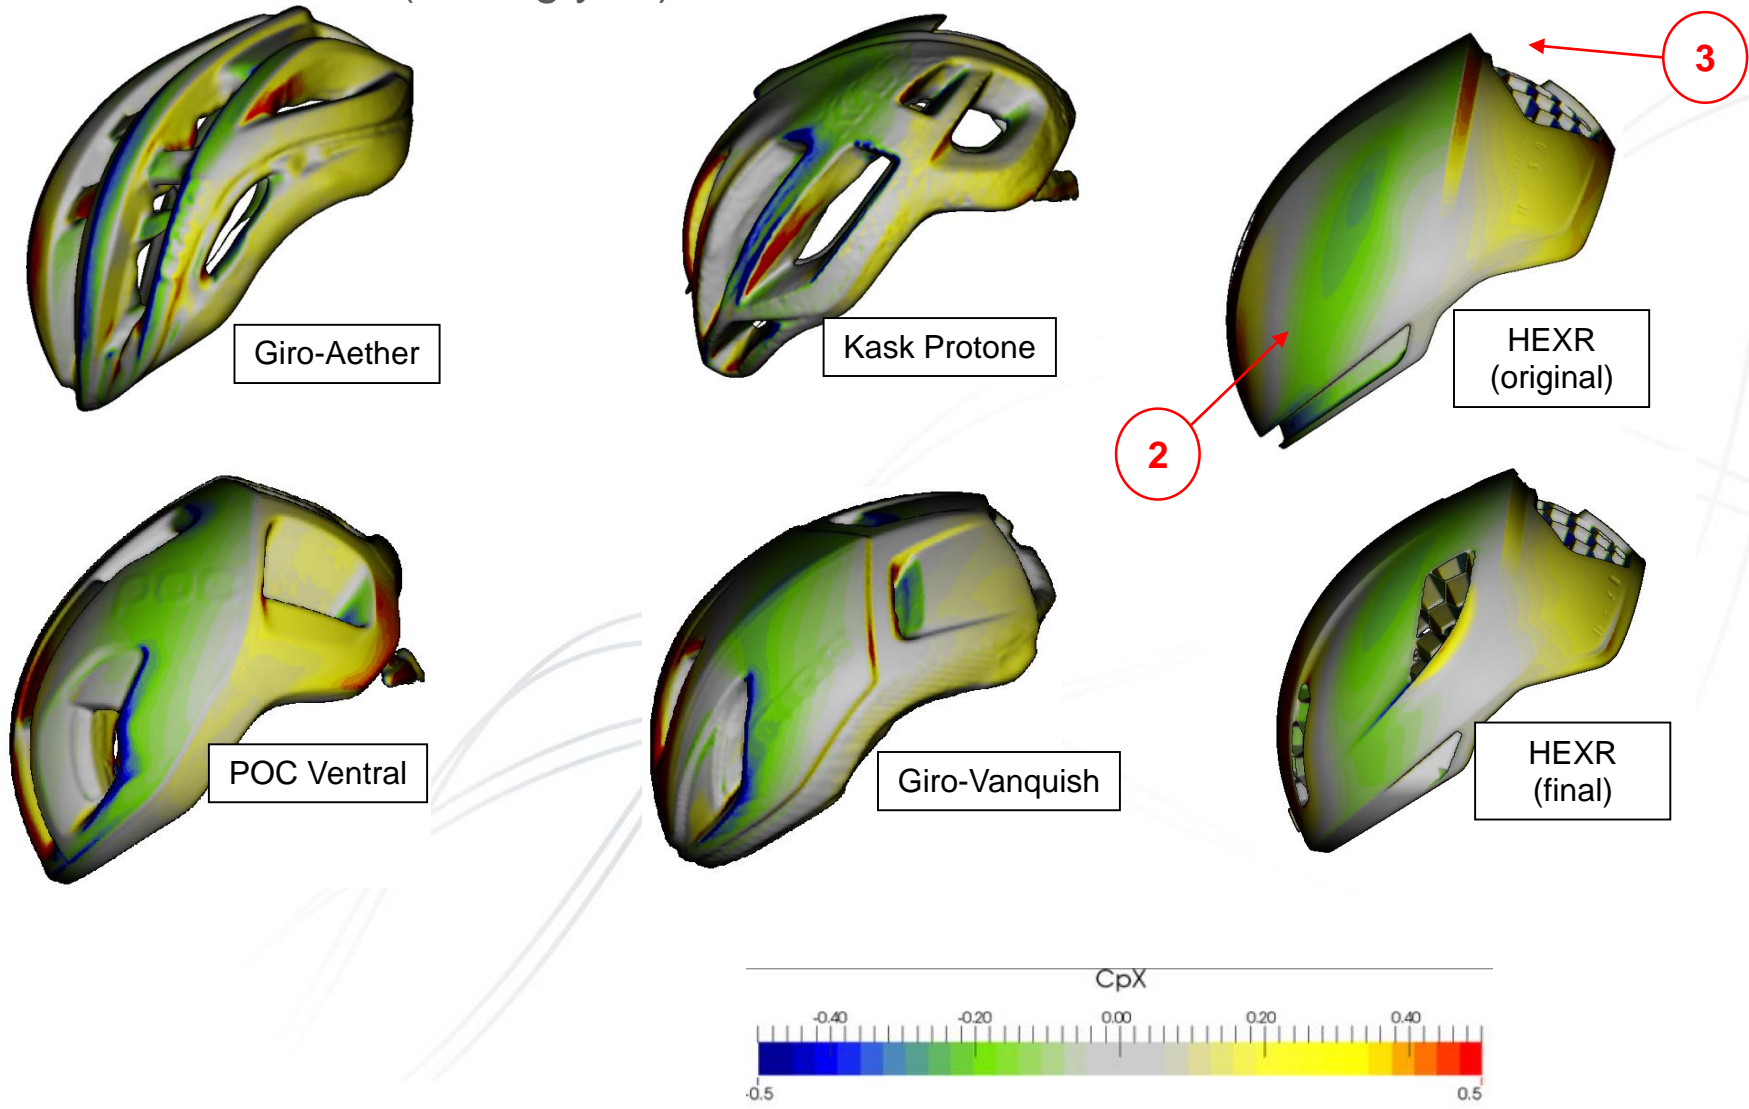 3
Giro-Aether
Kask Protone
HEXR
(original)
2
poc
POC Ventral
Giro-Vanquish
HEXR
(final)
CpX
-0.40 -0.20 0.00 0.20 0.40
-0.5 0.5